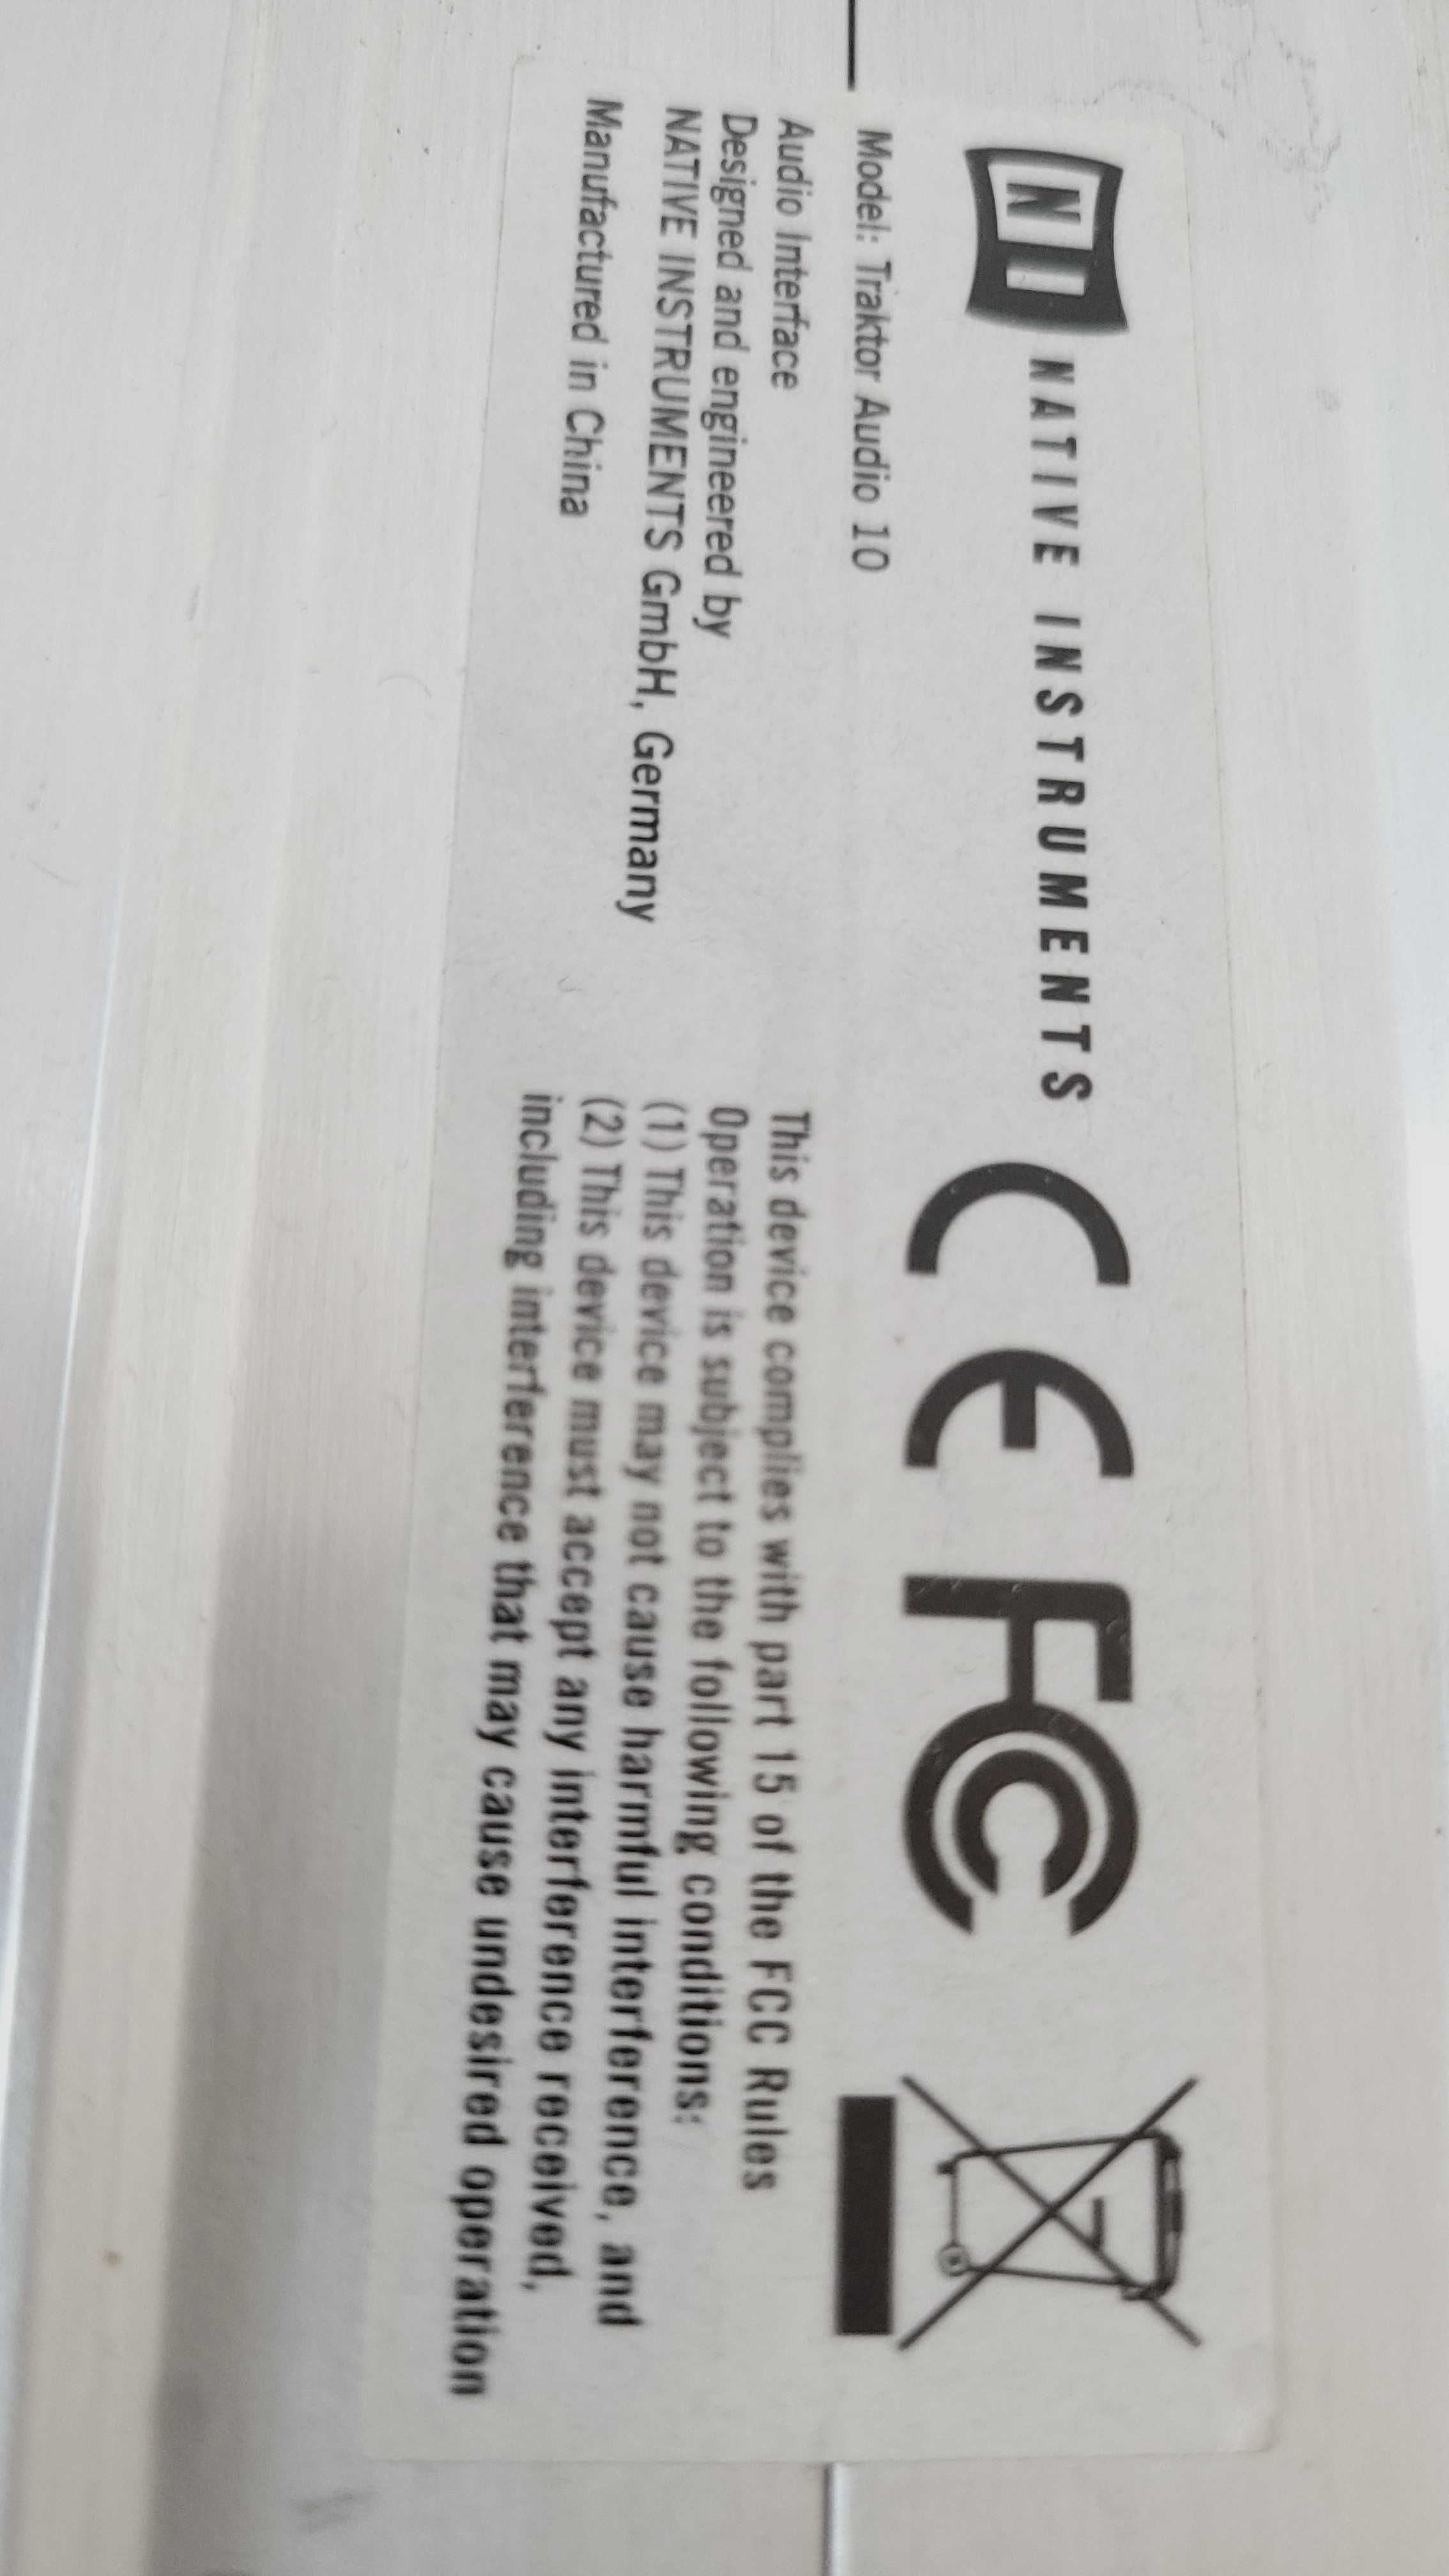 NI NATIVE INSTRUMENTS
CE FC
Model: Traktor Audio 10
Audio Interface
Designed and engineered by
NATIVE INSTRUMENTS GmbH, Germany
Manufactured in China
This device complies with part 15 of the FCC Rules
Operation is subject to the following conditions:
(1) This device may not cause harmful interference, and
(2) This device must accept any interference received,
including interference that may cause undesired operation